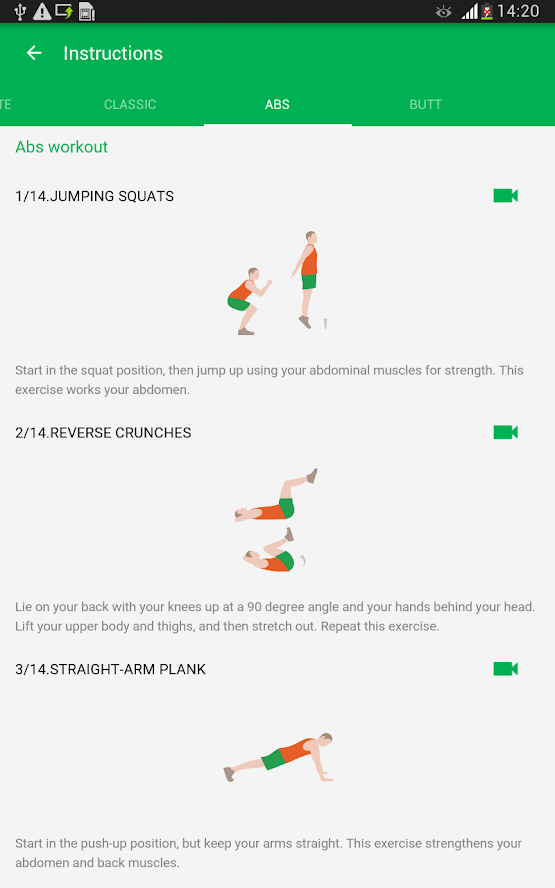 14:20
Instructions
TE CLASSIC ABS BUTT
Abs workout
1/14.JUMPING SQUATS
Start in the squat position, then jump up using your abdominal muscles for strength. This
exercise works your abdomen.
2/14.REVERSE CRUNCHES
Lie on your back with your knees up at a 90 degree angle and your hands behind your head.
Lift your upper body and thighs, and then stretch out. Repeat this exercise.
3/14.STRAIGHT-ARM PLANK
Start in the push-up position, but keep your arms straight. This exercise strengthens your
abdomen and back muscles.